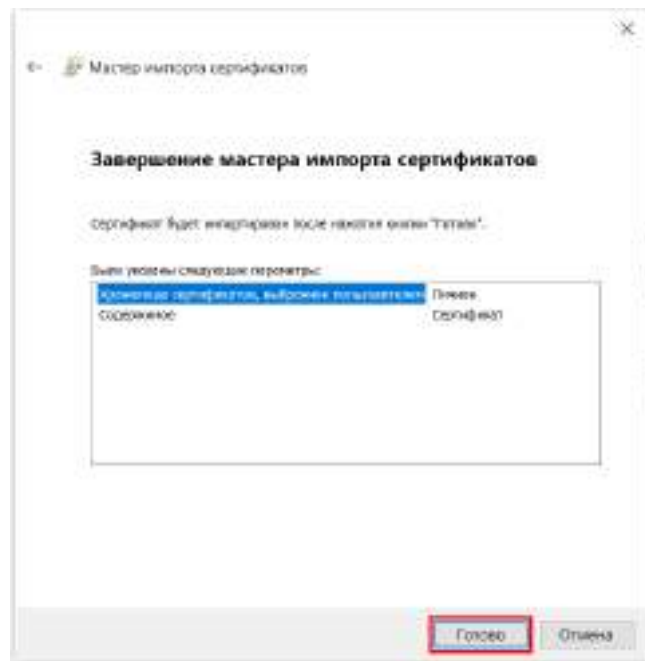 Мастер импорта сертификатов
Завершение мастера импорта сертификатов
Сертификат будет импортирован после нажатия кнопки "Готово".
Были указаны следующие параметры:
Хранилище сертификатов, выбранное пользователем Личное
Содержимое Сертификат
Готово Отмена